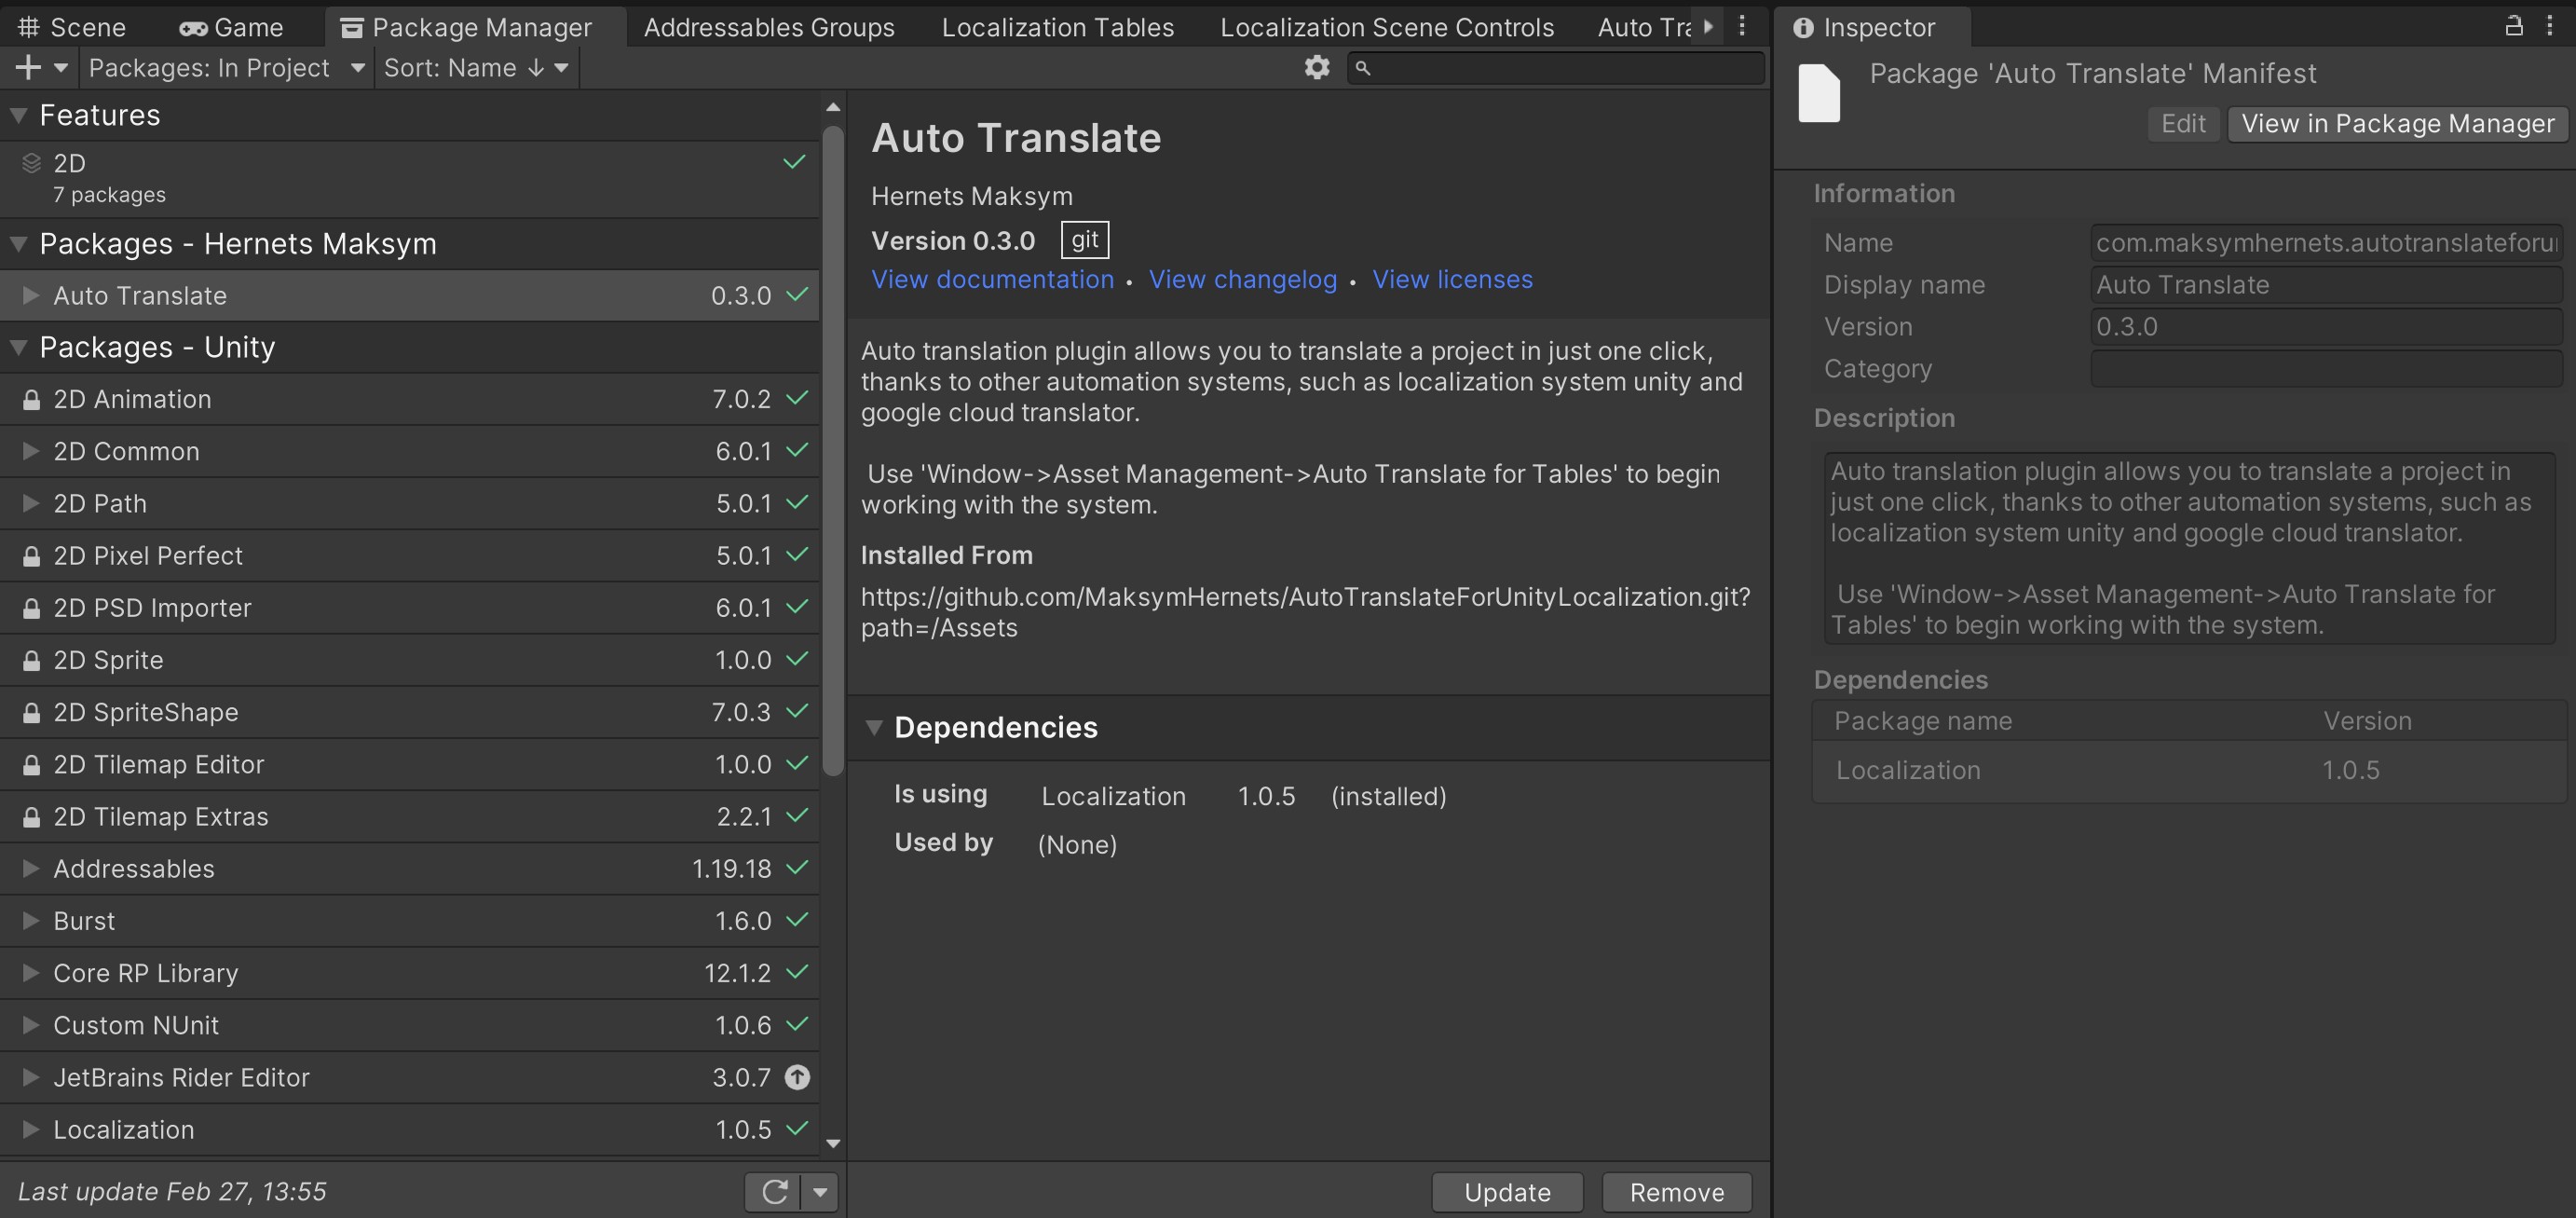 Scene
Game
Package Manager
Addressables Groups
Localization Tables
Localization Scene Controls
Auto Tra
Packages: In Project
Sort: Name ↓
Features
2D
7 packages
Packages - Hernets Maksym
Auto Translate 0.3.0
Packages - Unity
2D Animation 7.0.2
2D Common 6.0.1
2D Path 5.0.1
2D Pixel Perfect 5.0.1
2D PSD Importer 6.0.1
2D Sprite 1.0.0
2D SpriteShape 7.0.3
2D Tilemap Editor 1.0.0
2D Tilemap Extras 2.2.1
Addressables 1.19.18
Burst 1.6.0
Core RP Library 12.1.2
Custom NUnit 1.0.6
JetBrains Rider Editor 3.0.7
Localization 1.0.5
Last update Feb 27, 13:55
Auto Translate
Hernets Maksym
Version 0.3.0 git
View documentation • View changelog • View licenses
Auto translation plugin allows you to translate a project in just one click,
thanks to other automation systems, such as localization system unity and
google cloud translator.
Use 'Window->Asset Management->Auto Translate for Tables' to begin
working with the system.
Installed From
https://github.com/MaksymHernets/AutoTranslateForUnityLocalization.git?
path=/Assets
Dependencies
Is using Localization 1.0.5 (installed)
Used by (None)
Update
Remove
Inspector
Package 'Auto Translate' Manifest
Edit
View in Package Manager
Information
Name com.maksymhernets.autotranslateforu
Display name Auto Translate
Version 0.3.0
Category
Description
Auto translation plugin allows you to translate a project in
just one click, thanks to other automation systems, such as
localization system unity and google cloud translator.
Use 'Window->Asset Management->Auto Translate for
Tables' to begin working with the system.
Dependencies
Package name Version
Localization 1.0.5